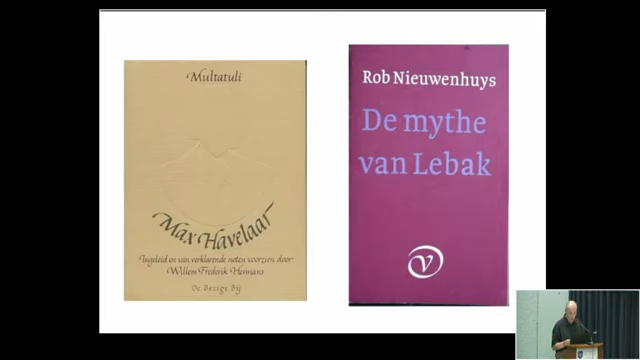 Multatuli
Max Havelaar
Ingeleid en van verklarende noten voorzien door
Willem Frederik Hermans
De Bezige Bij
Rob Nieuwenhuys
De mythe
van Lebak
V